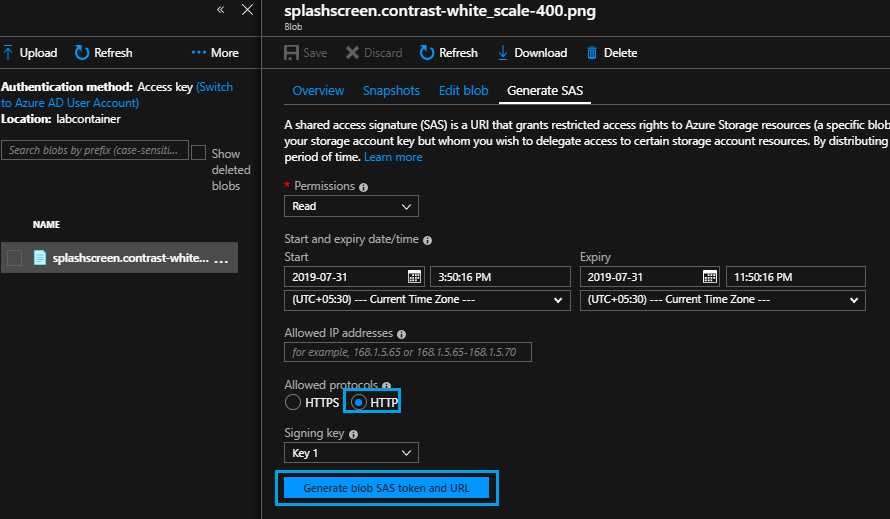 splashscreen.contrast-white_scale-400.png
Blob
Upload Refresh ··· More
Save Discard Refresh Download Delete
Authentication method: Access key (Switch
to Azure AD User Account)
Location: labcontainer
Search blobs by prefix (case-sensiti...
Show
deleted
blobs
NAME
splashscreen.contrast-white... ...
Overview Snapshots Edit blob Generate SAS
A shared access signature (SAS) is a URI that grants restricted access rights to Azure Storage resources (a specific blob
your storage account key but whom you wish to delegate access to certain storage account resources. By distributing
period of time. Learn more
* Permissions
Read
Start and expiry date/time
Start Expiry
2019-07-31 3:50:16 PM 2019-07-31 11:50:16 PM
(UTC+05:30) --- Current Time Zone --- (UTC+05:30) --- Current Time Zone ---
Allowed IP addresses
for example, 168.1.5.65 or 168.1.5.65-168.1.5.70
Allowed protocols
HTTPS HTTP
Signing key
Key 1
Generate blob SAS token and URL